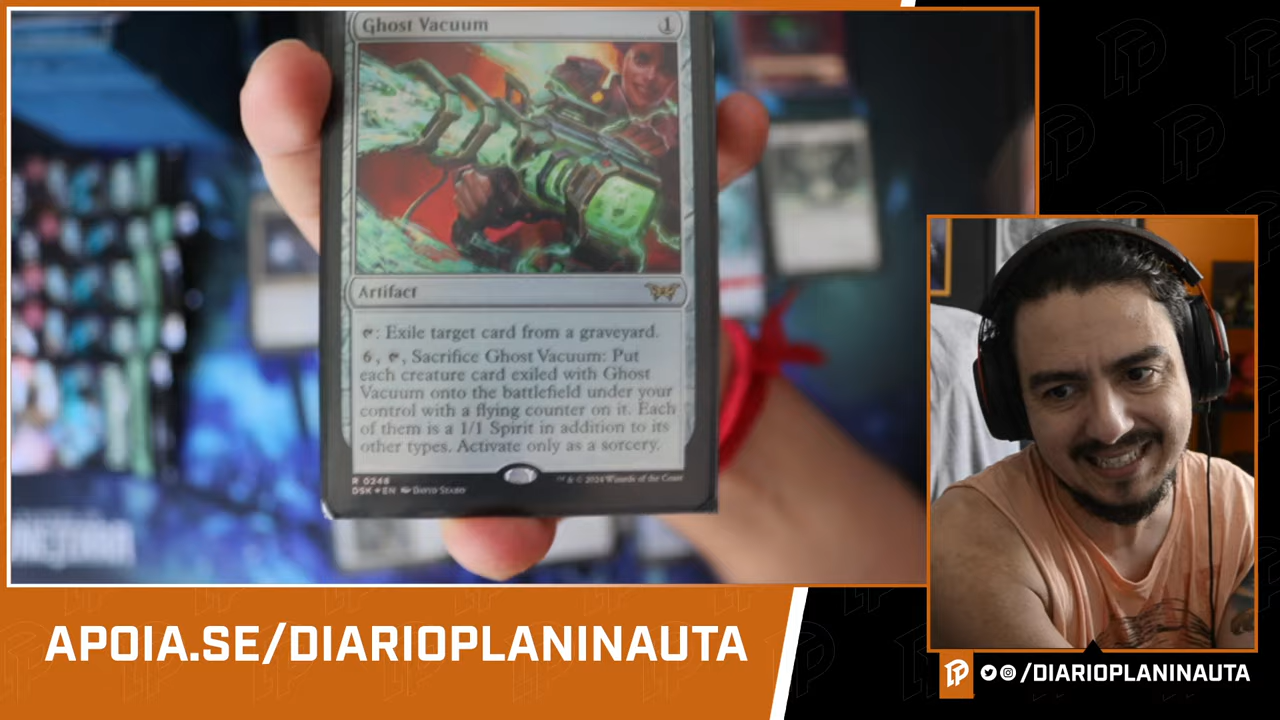 Ghost Vacuum 1
Artifact
: Exile target card from a graveyard.
6, , Sacrifice Ghost Vacuum: Put
each creature card exiled with Ghost
Vacuum onto the battlefield under your
control with a flying counter on it. Each
of them is a 1/1 Spirit in addition to its
other types. Activate only as a sorcery.
R 0248
DSK EN David Szabo
& © 2024 Wizards of the Coast
APOIA.SE/DIARIOPLANINAUTA
/DIARIOPLANINAUTA